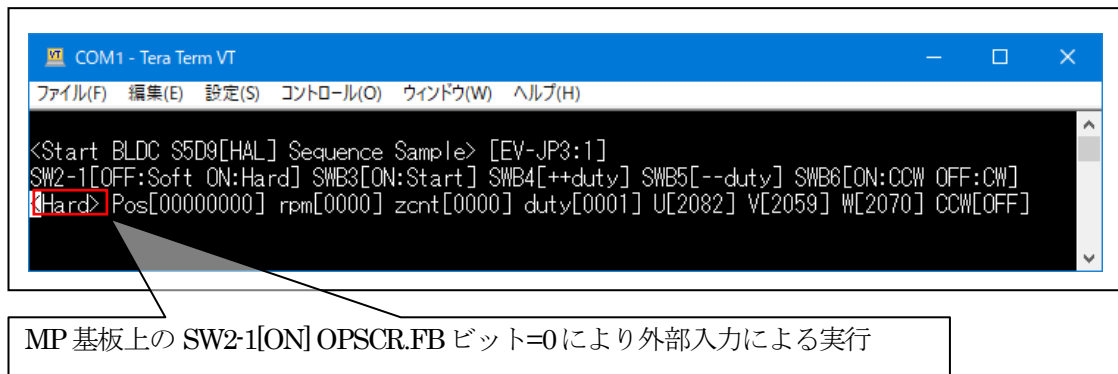 COM1 - Tera Term VT
ファイル(F) 編集(E) 設定(S) コントロール(O) ウィンドウ(W) ヘルプ(H)
<Start BLDC S5D9[HAL] Sequence Sample> [EV-JP3:1]
SW2-1[OFF:Soft ON:Hard] SWB3[ON:Start] SWB4[++duty] SWB5[--duty] SWB6[ON:CCW OFF:CW]
<Hard> Pos[00000000] rpm[0000] zcnt[0000] duty[0001] U[2082] V[2059] W[2070] CCW[OFF]
MP 基板上の SW2-1[ON] OPSCR.FB ビット=0 により外部入力による実行